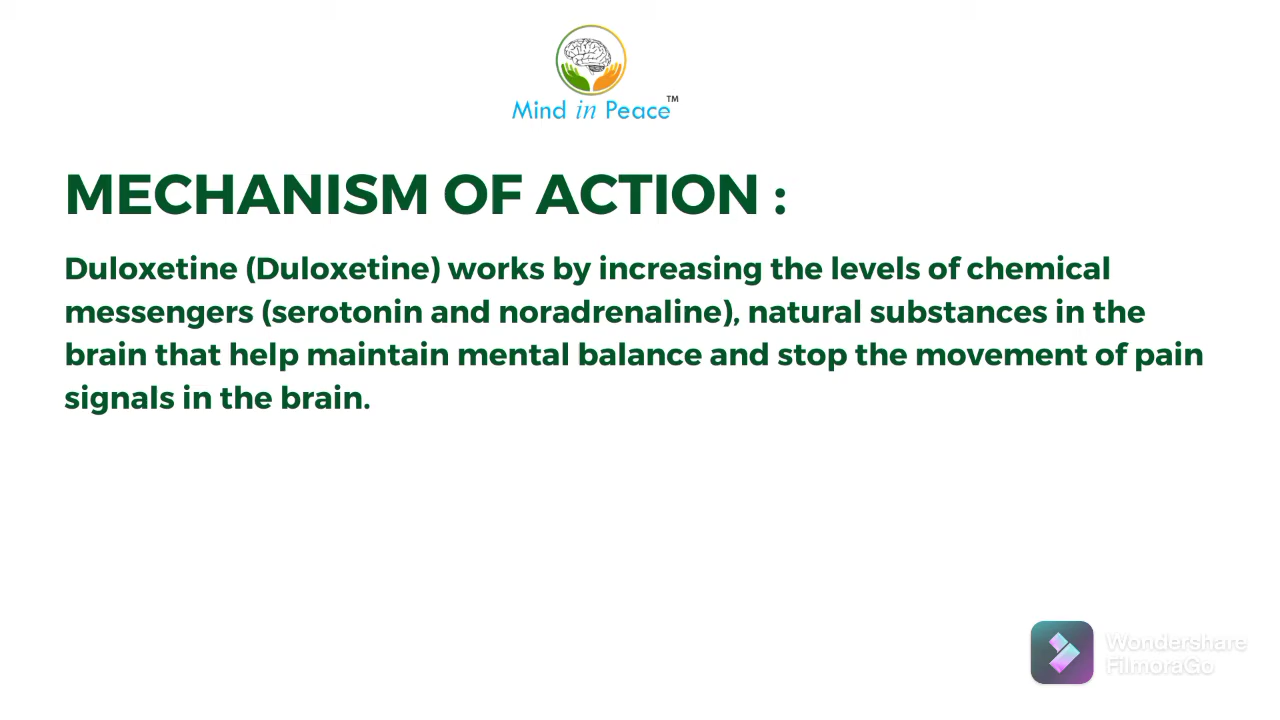 Mind in Peace™
MECHANISM OF ACTION :
Duloxetine (Duloxetine) works by increasing the levels of chemical
messengers (serotonin and noradrenaline), natural substances in the
brain that help maintain mental balance and stop the movement of pain
signals in the brain.
Wondershare
FilmoraGo